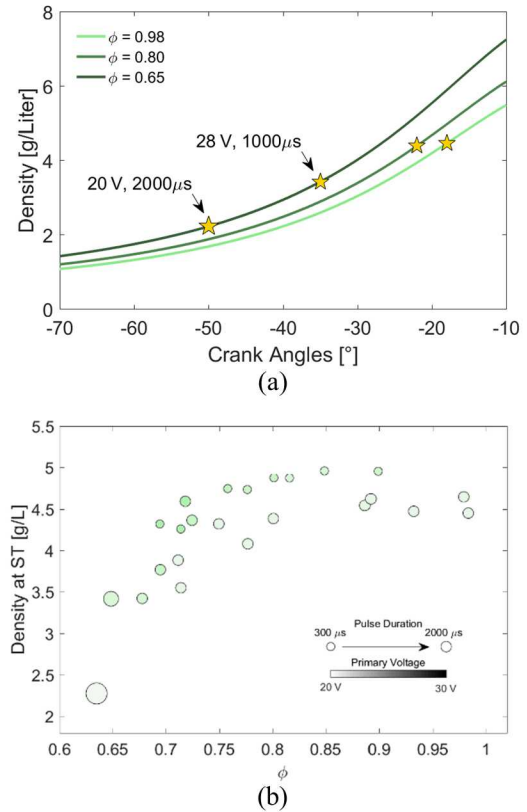 8
6
4
2
0
Density [g/Liter]
ϕ = 0.98
ϕ = 0.80
ϕ = 0.65
28 V, 1000μs
20 V, 2000μs
-70 -60 -50 -40 -30 -20 -10
Crank Angles [°]
(a)
5.5
5
4.5
4
3.5
3
2.5
2
Density at ST [g/L]
Pulse Duration
300 μs 2000 μs
Primary Voltage
20 V 30 V
0.6 0.65 0.7 0.75 0.8 0.85 0.9 0.95 1
ϕ
(b)